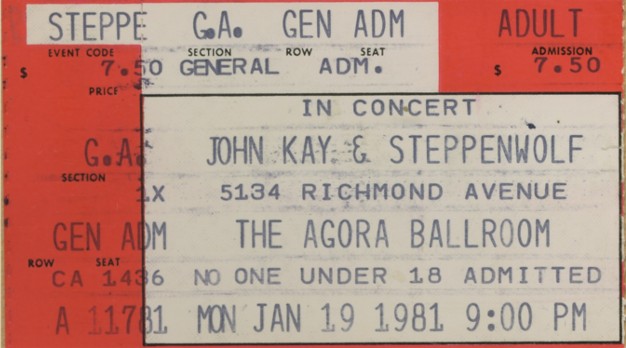 STEPPE G.A. GEN ADM ADULT
EVENT CODE SECTION ROW SEAT ADMISSION
$ 7.50 GENERAL ADM. $ 7.50
PRICE
IN CONCERT
G.A. JOHN KAY & STEPPENWOLF
SECTION
1X 5134 RICHMOND AVENUE
GEN ADM THE AGORA BALLROOM
ROW SEAT
CA 1436 NO ONE UNDER 18 ADMITTED
A 11781 MON JAN 19 1981 9:00 PM